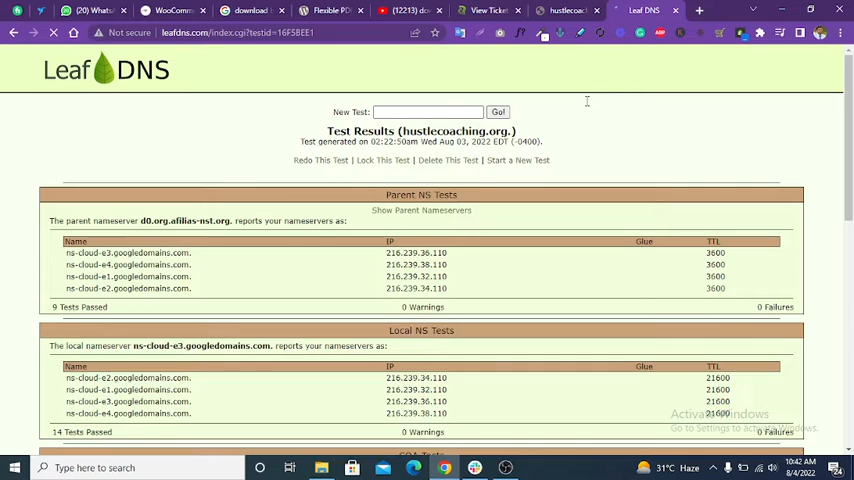 (20) Whats
WooComm
download b
Flexible PD
(12213) do
View Ticket
hustlecoac
Leaf DNS
Not secure | leafdns.com/index.cgi?testid=16F5BEE1
Leaf DNS
New Test: Go!
Test Results (hustlecoaching.org.)
Test generated on 02:22:50am Wed Aug 03, 2022 EDT (-0400).
Redo This Test | Lock This Test | Delete This Test | Start a New Test
Parent NS Tests
Show Parent Nameservers
The parent nameserver d0.org.afilias-nst.org. reports your nameservers as:
Name IP Glue TTL
ns-cloud-e3.googledomains.com. 216.239.36.110 3600
ns-cloud-e4.googledomains.com. 216.239.38.110 3600
ns-cloud-e1.googledomains.com. 216.239.32.110 3600
ns-cloud-e2.googledomains.com. 216.239.34.110 3600
9 Tests Passed 0 Warnings 0 Failures
Local NS Tests
The local nameserver ns-cloud-e3.googledomains.com. reports your nameservers as:
Name IP Glue TTL
ns-cloud-e2.googledomains.com. 216.239.34.110 21600
ns-cloud-e1.googledomains.com. 216.239.32.110 21600
ns-cloud-e3.googledomains.com. 216.239.36.110 21600
ns-cloud-e4.googledomains.com. 216.239.38.110 21600
Activate Windows
Go to Settings to activate Windows.
14 Tests Passed 0 Warnings 0 Failures
SOA Tests
Type here to search
31°C Haze
10:42 AM
8/4/2022
24